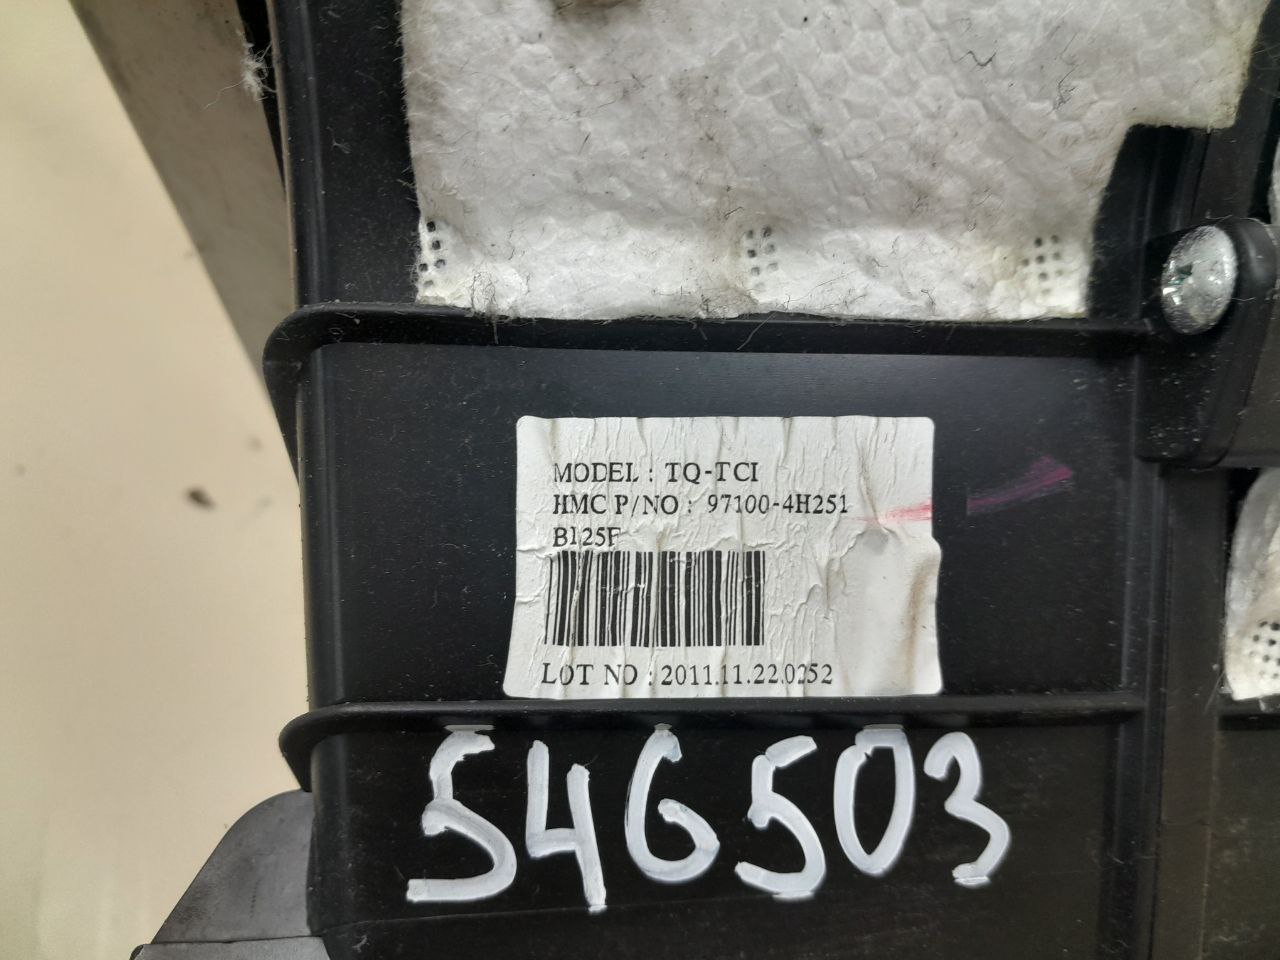 MODEL : TQ-TCI
HMC P/NO : 97100-4H251
B125F
LOT NO : 2011.11.22.0252
546503